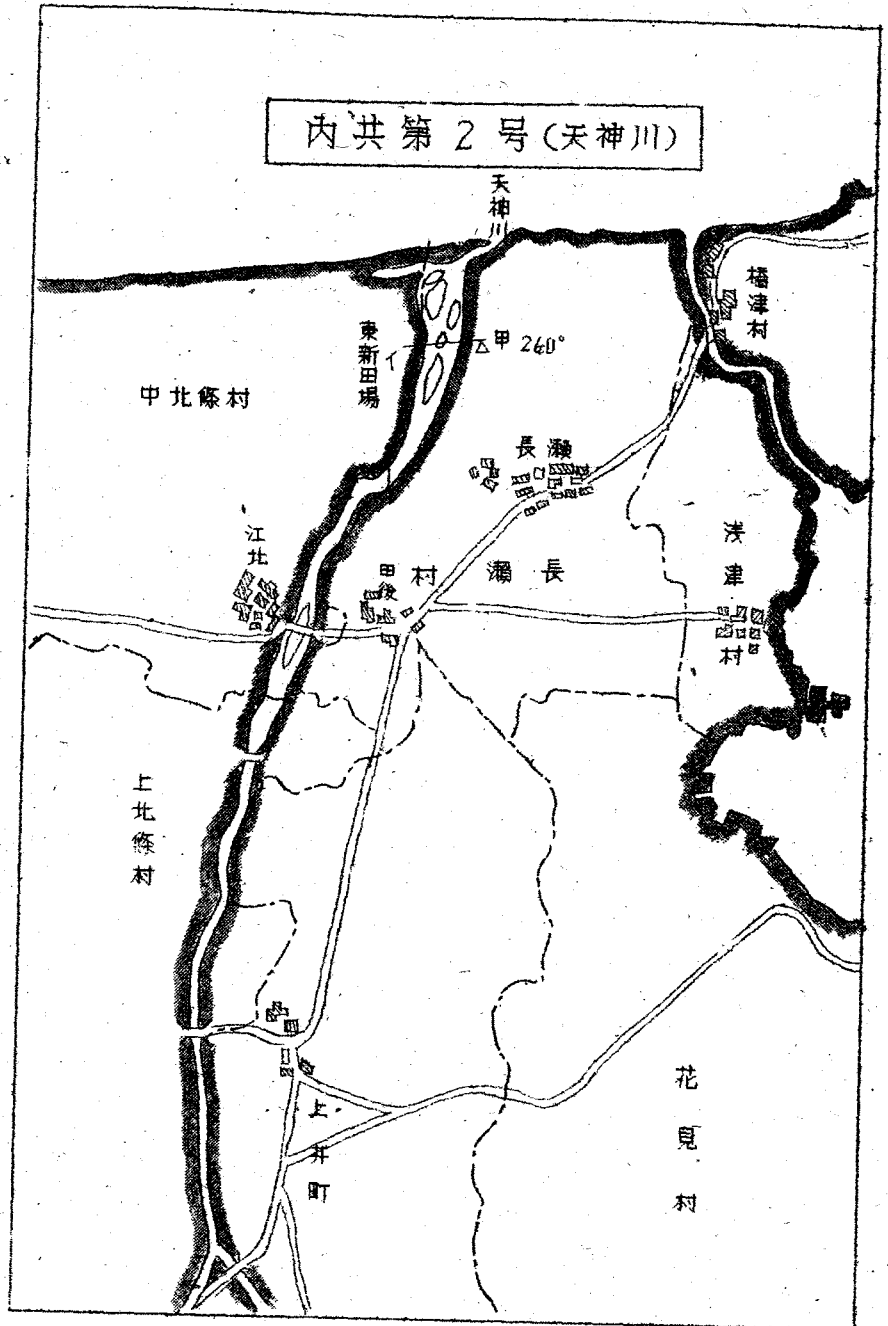 内共第2号(天神川)
天神川
橋津村
東新田場
イ
甲 260°
中北條村
長瀬
江北
田後
村 瀬 長
浅津村
上北條村
上井町
花見村